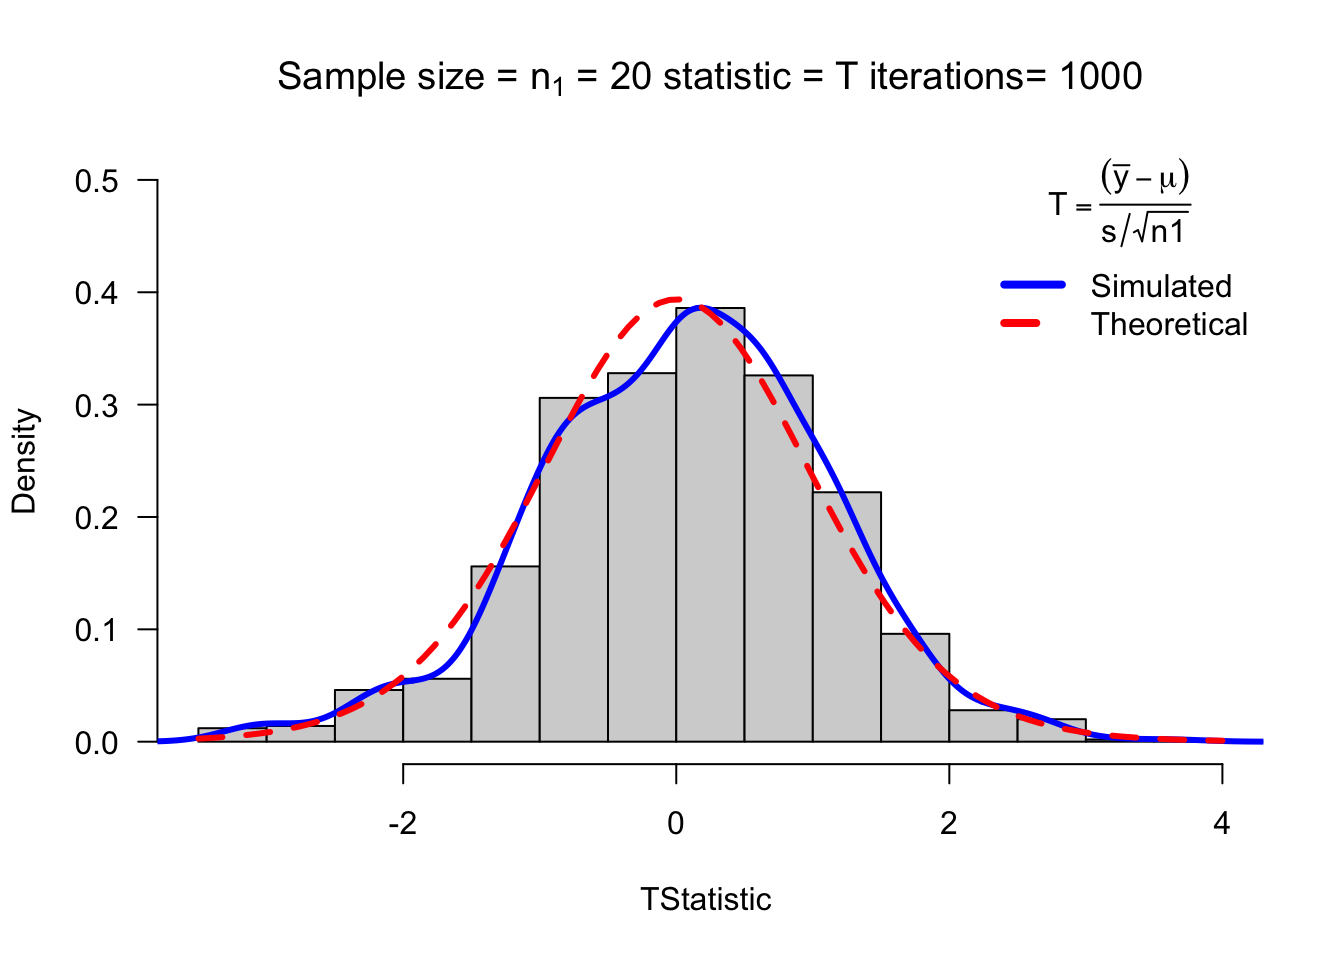 Sample size = n₁ = 20 statistic = T iterations= 1000
T = (y̅ − μ) / (s/√n1)
Simulated
Theoretical
Density
0.5
0.4
0.3
0.2
0.1
0.0
-2 0 2 4
TStatistic